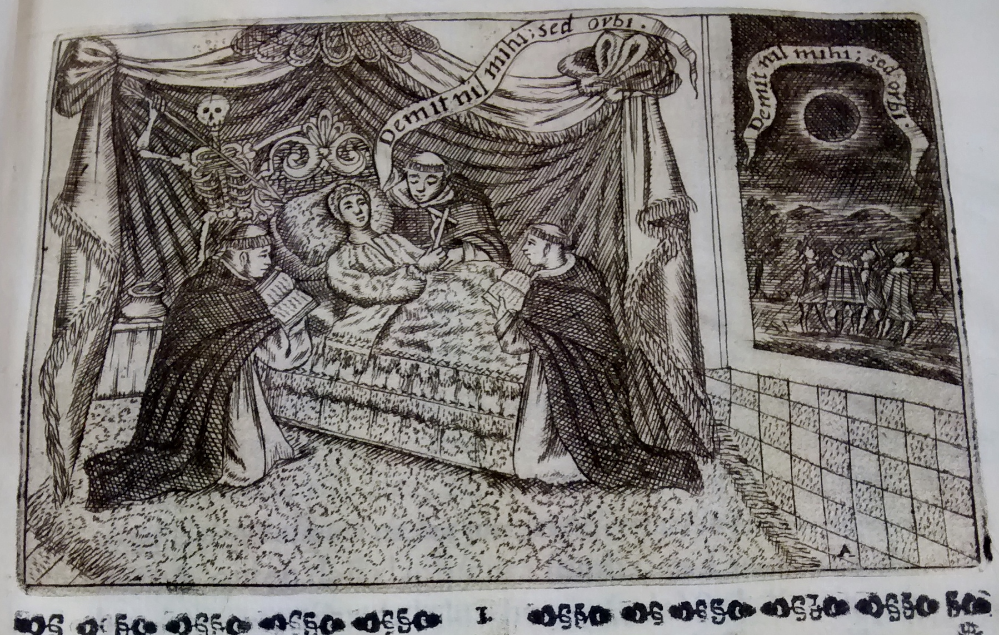 Demit nil mihi; sed orbi.
Demit nil mihi; sed orbi.
A
I.